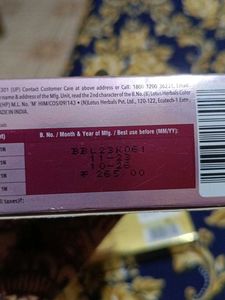 301 (UP) Contact Customer Care at above address or Call: 1800 1200
name & address of the Mfg. Unit, read the 2nd character of the B. No. (K) Lotus Herbals Color
(HP) M.L. No. 'M' HIM/COS/09/143 • (N) Lotus Herbals Pvt. Ltd., 120-122, Ecotech-1 Extn
MADE IN INDIA.
B. No. / Month & Year of Mfg. / Best use before (MM/YY):
11-23
10-26
₹ 265.00